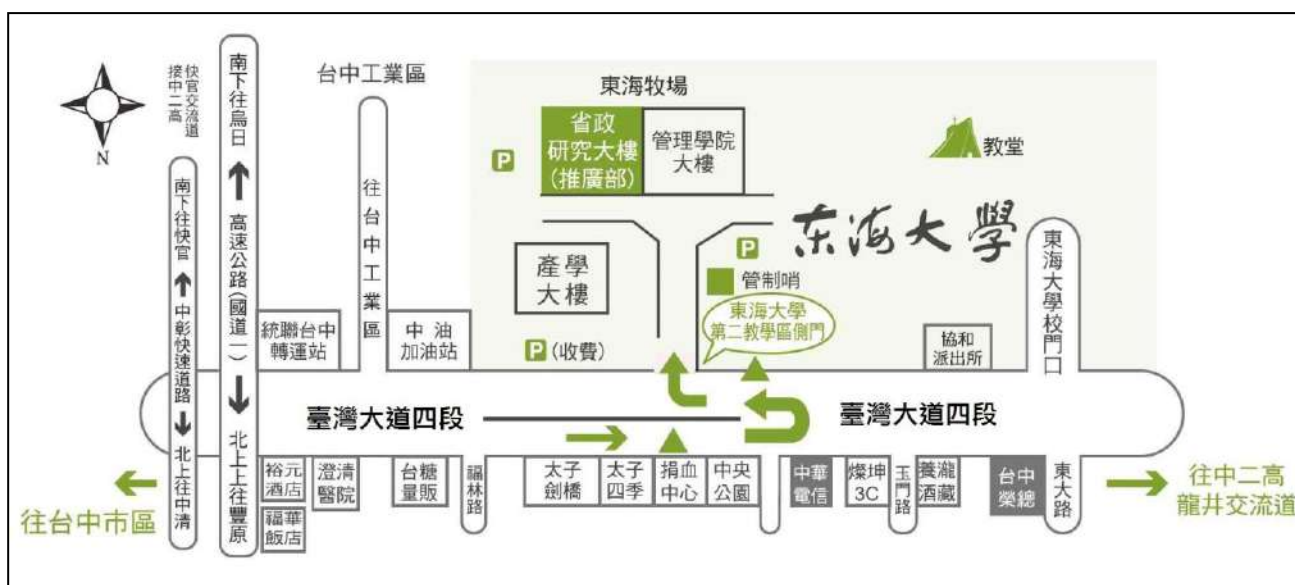 N
快官交流道
接中二高
南下往快官
中彰快速道路
北上往中清
南下往烏日
高速公路(國道一)
北上上往豐原
台中工業區
往台中工業區
統聯台中
轉運站
中油
加油站
東海牧場
省政
研究大樓
(推廣部)
管理學院
大樓
P
教堂
东海大學
產學
大樓
P
管制哨
東海大學
第二教學區側門
P(收費)
協和
派出所
東海大學校門口
臺灣大道四段
臺灣大道四段
裕元
酒店
福華
飯店
澄清
醫院
台糖
量販
福林路
太子
劍橋
太子
四季
捐血
中心
中央
公園
中華
電信
燦坤
3C
玉門路
養瀧
酒藏
台中
榮總
東大路
往台中市區
往中二高
龍井交流道